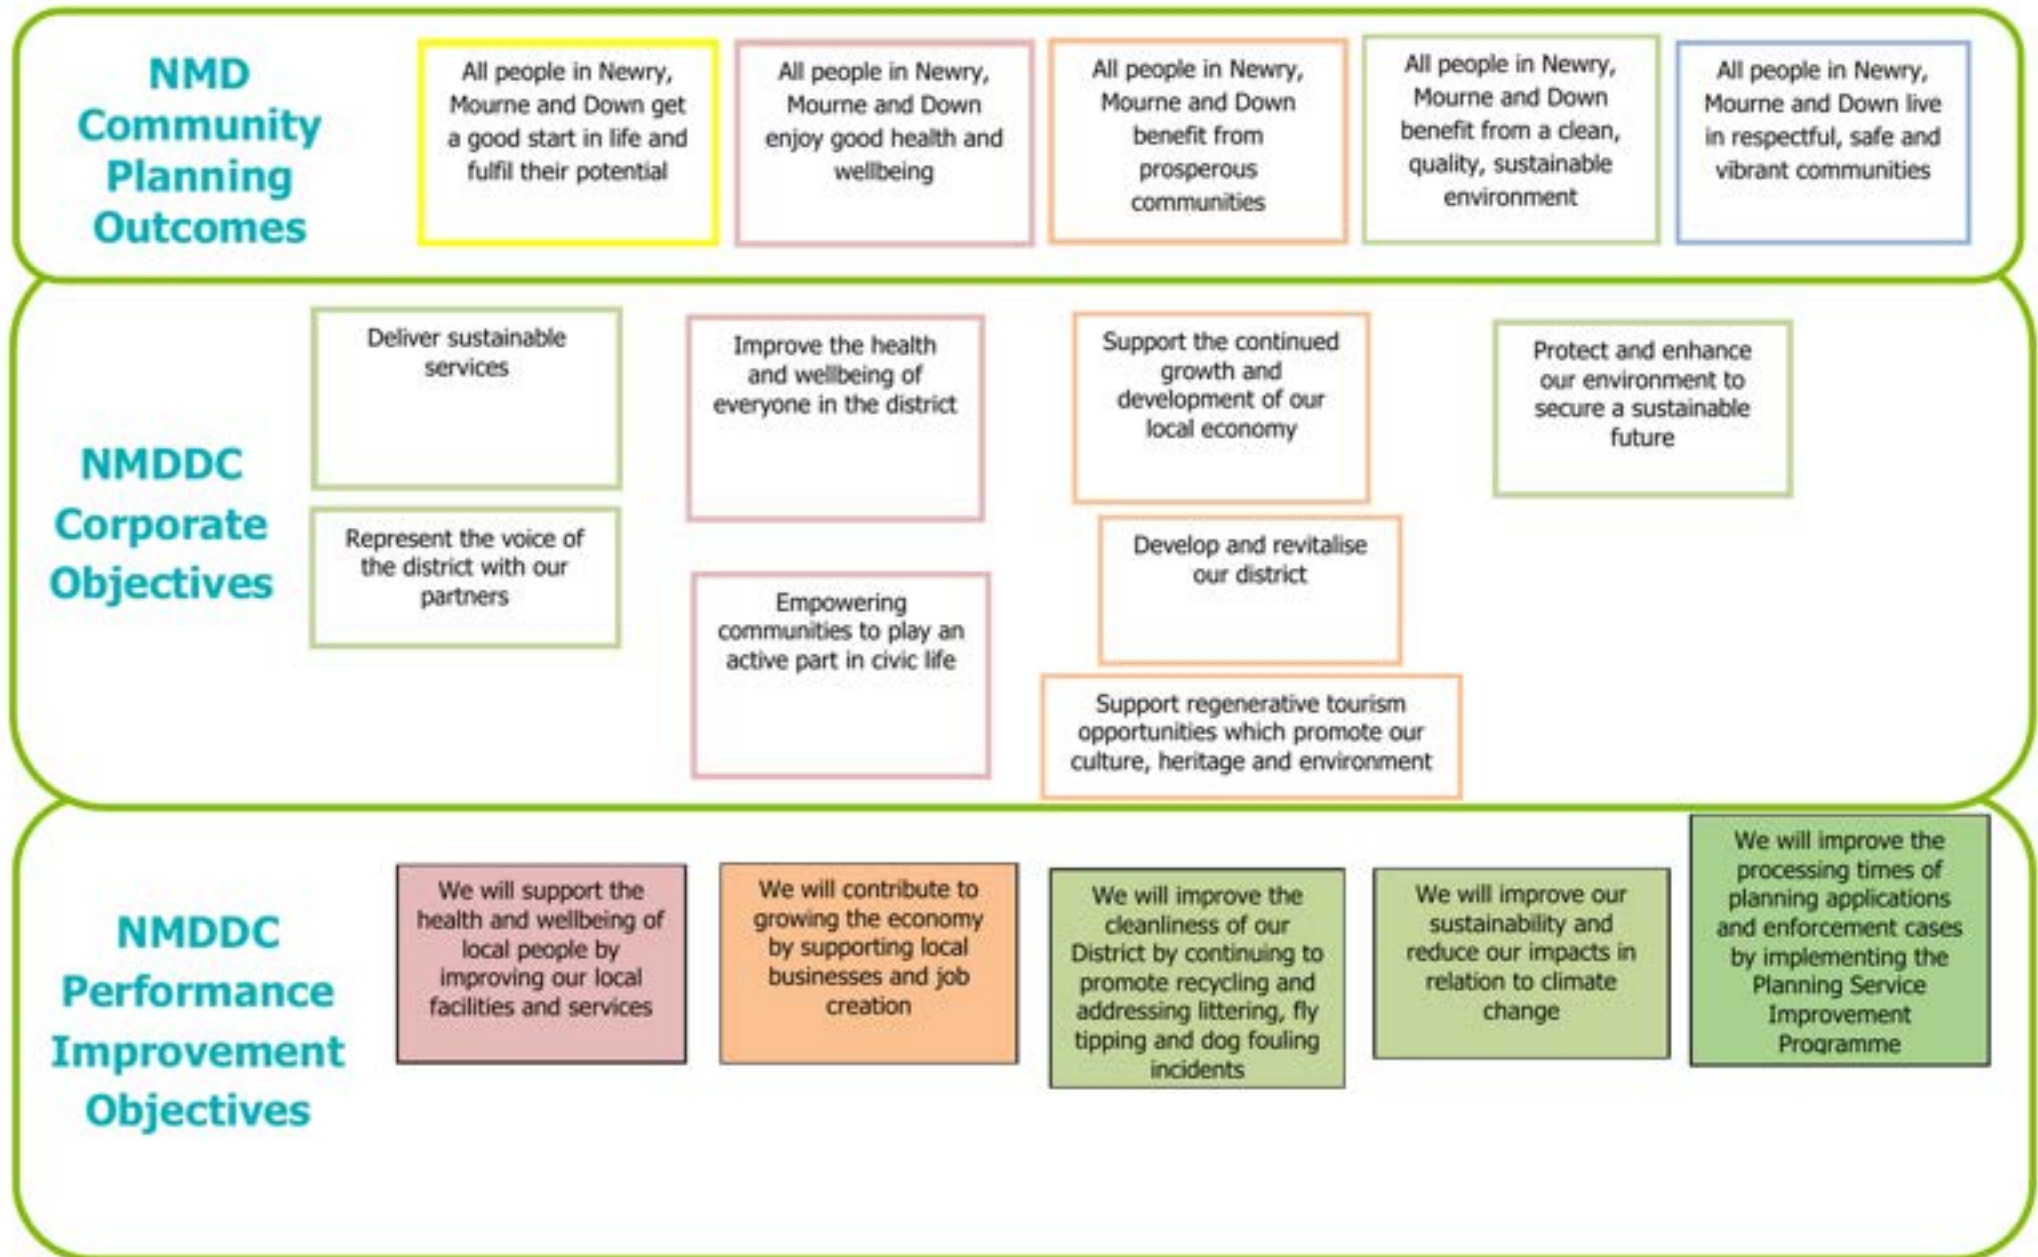 NMD
Community
Planning
Outcomes
All people in Newry,
Mourne and Down get
a good start in life and
fulfil their potential
All people in Newry,
Mourne and Down
enjoy good health and
wellbeing
All people in Newry,
Mourne and Down
benefit from
prosperous
communities
All people in Newry,
Mourne and Down
benefit from a clean,
quality, sustainable
environment
All people in Newry,
Mourne and Down live
in respectful, safe and
vibrant communities
NMDDC
Corporate
Objectives
Deliver sustainable
services
Represent the voice of
the district with our
partners
Improve the health
and wellbeing of
everyone in the district
Empowering
communities to play an
active part in civic life
Support the continued
growth and
development of our
local economy
Develop and revitalise
our district
Support regenerative tourism
opportunities which promote our
culture, heritage and environment
Protect and enhance
our environment to
secure a sustainable
future
NMDDC
Performance
Improvement
Objectives
We will support the
health and wellbeing of
local people by
improving our local
facilities and services
We will contribute to
growing the economy
by supporting local
businesses and job
creation
We will improve the
cleanliness of our
District by continuing to
promote recycling and
addressing littering, fly
tipping and dog fouling
incidents
We will improve our
sustainability and
reduce our impacts in
relation to climate
change
We will improve the
processing times of
planning applications
and enforcement cases
by implementing the
Planning Service
Improvement
Programme